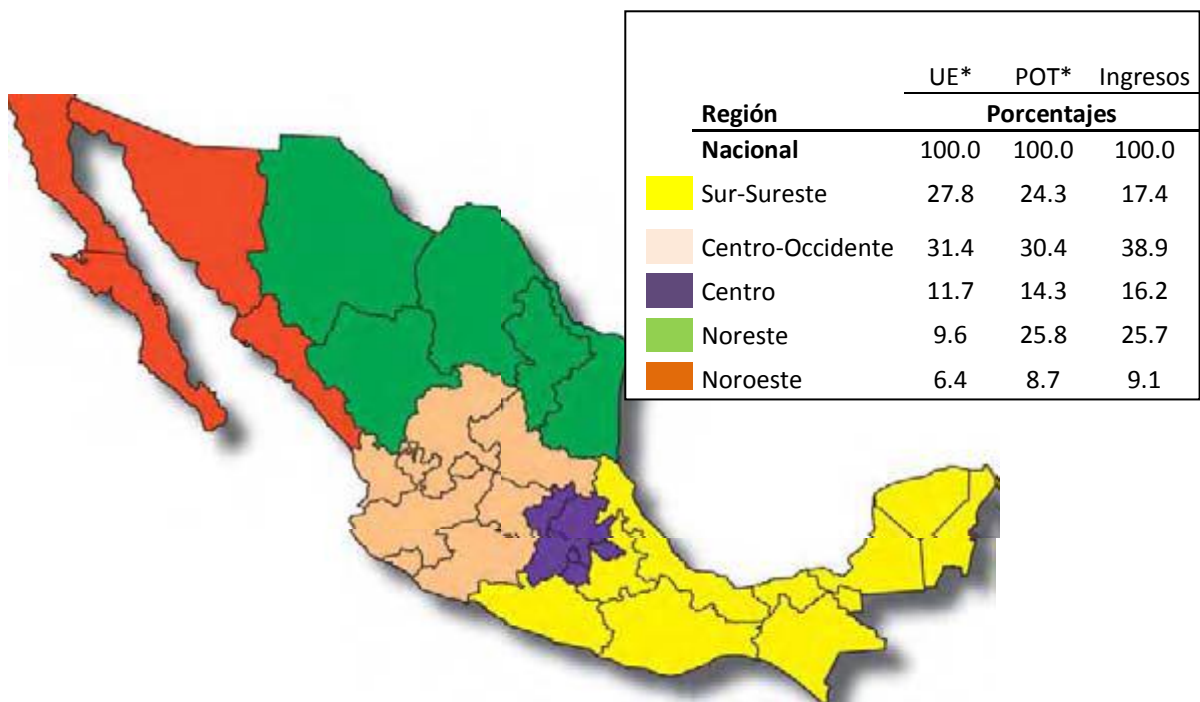 UE* POT* Ingresos
Región Porcentajes
Nacional 100.0 100.0 100.0
Sur-Sureste 27.8 24.3 17.4
Centro-Occidente 31.4 30.4 38.9
Centro 11.7 14.3 16.2
Noreste 9.6 25.8 25.7
Noroeste 6.4 8.7 9.1